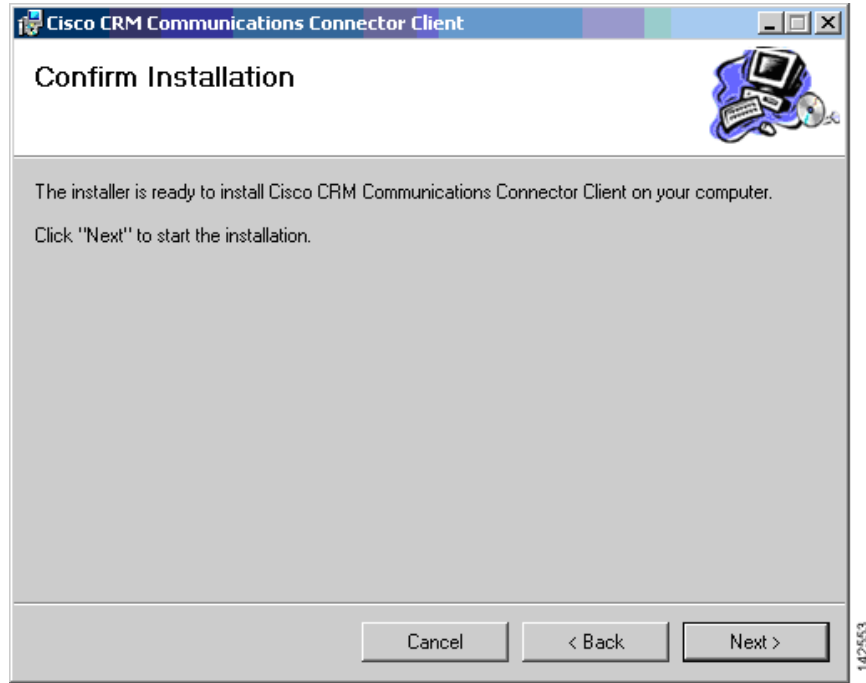 Cisco CRM Communications Connector Client
Confirm Installation
The installer is ready to install Cisco CRM Communications Connector Client on your computer.
Click "Next" to start the installation.
Cancel
< Back
Next >
142553